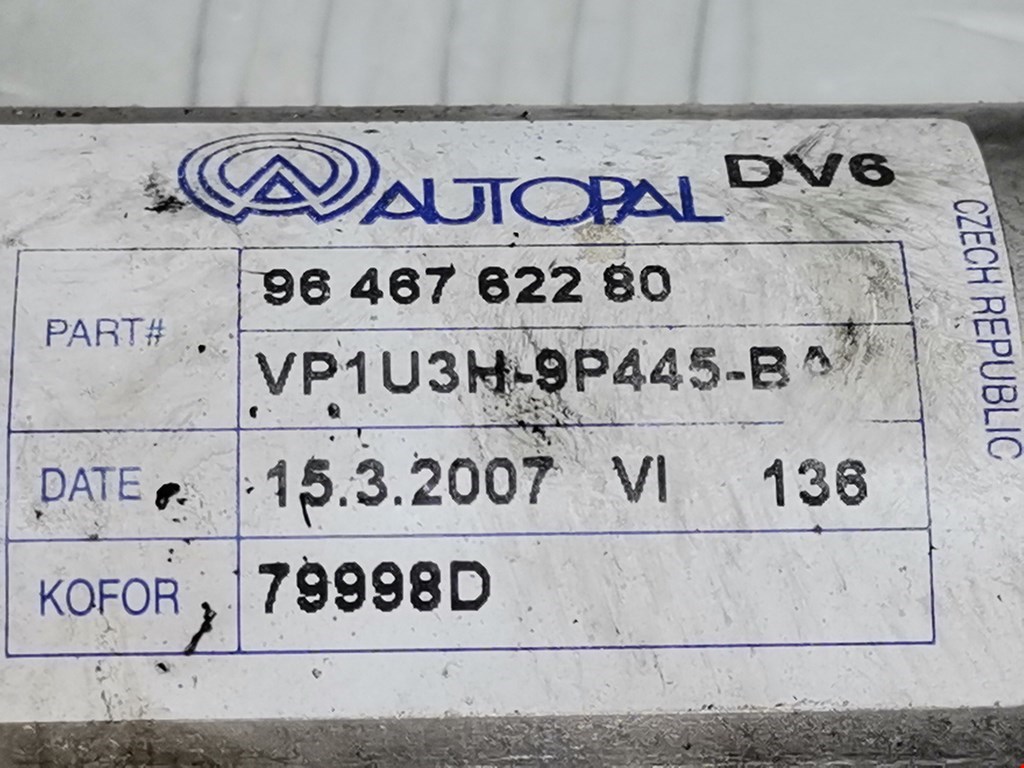 AUTOPAL DV6
CZECH REPUBLIC
PART# 96 467 622 80
VP1U3H-9P445-B
DATE 15.3.2007 VI 136
KOFOR 79998D